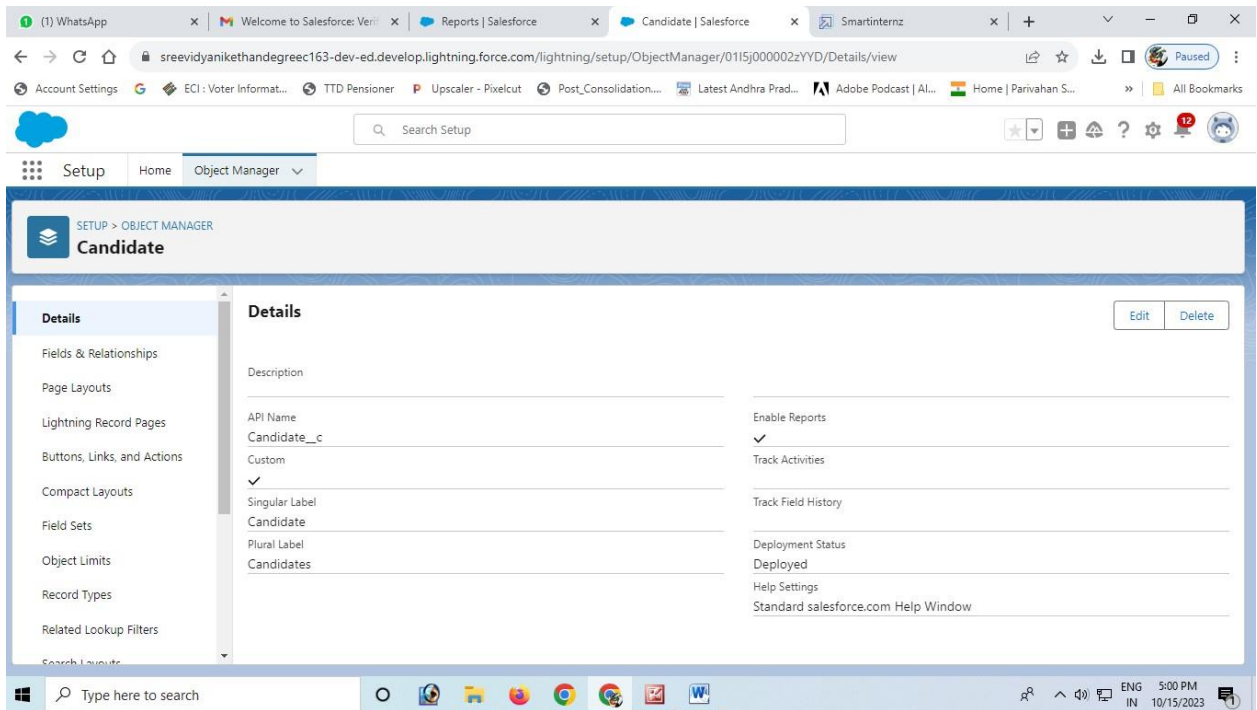 (1) WhatsApp
Welcome to Salesforce: Veri
Reports | Salesforce
Candidate | Salesforce
Smartinternz
sreevidyanikethandegreec163-dev-ed.develop.lightning.force.com/lightning/setup/ObjectManager/01I5j000002zYYD/Details/view
Paused
Account Settings
ECI : Voter Informat...
TTD Pensioner
Upscaler - Pixelcut
Post_Consolidation....
Latest Andhra Prad...
Adobe Podcast | AI...
Home | Parivahan S...
» All Bookmarks
Search Setup
12
Setup
Home
Object Manager
SETUP > OBJECT MANAGER
Candidate
Details
Fields & Relationships
Page Layouts
Lightning Record Pages
Buttons, Links, and Actions
Compact Layouts
Field Sets
Object Limits
Record Types
Related Lookup Filters
Search Layouts
Details
Edit
Delete
Description
API Name
Candidate__c
Custom
Singular Label
Candidate
Plural Label
Candidates
Enable Reports
Track Activities
Track Field History
Deployment Status
Deployed
Help Settings
Standard salesforce.com Help Window
Type here to search
ENG
IN
5:00 PM
10/15/2023
1